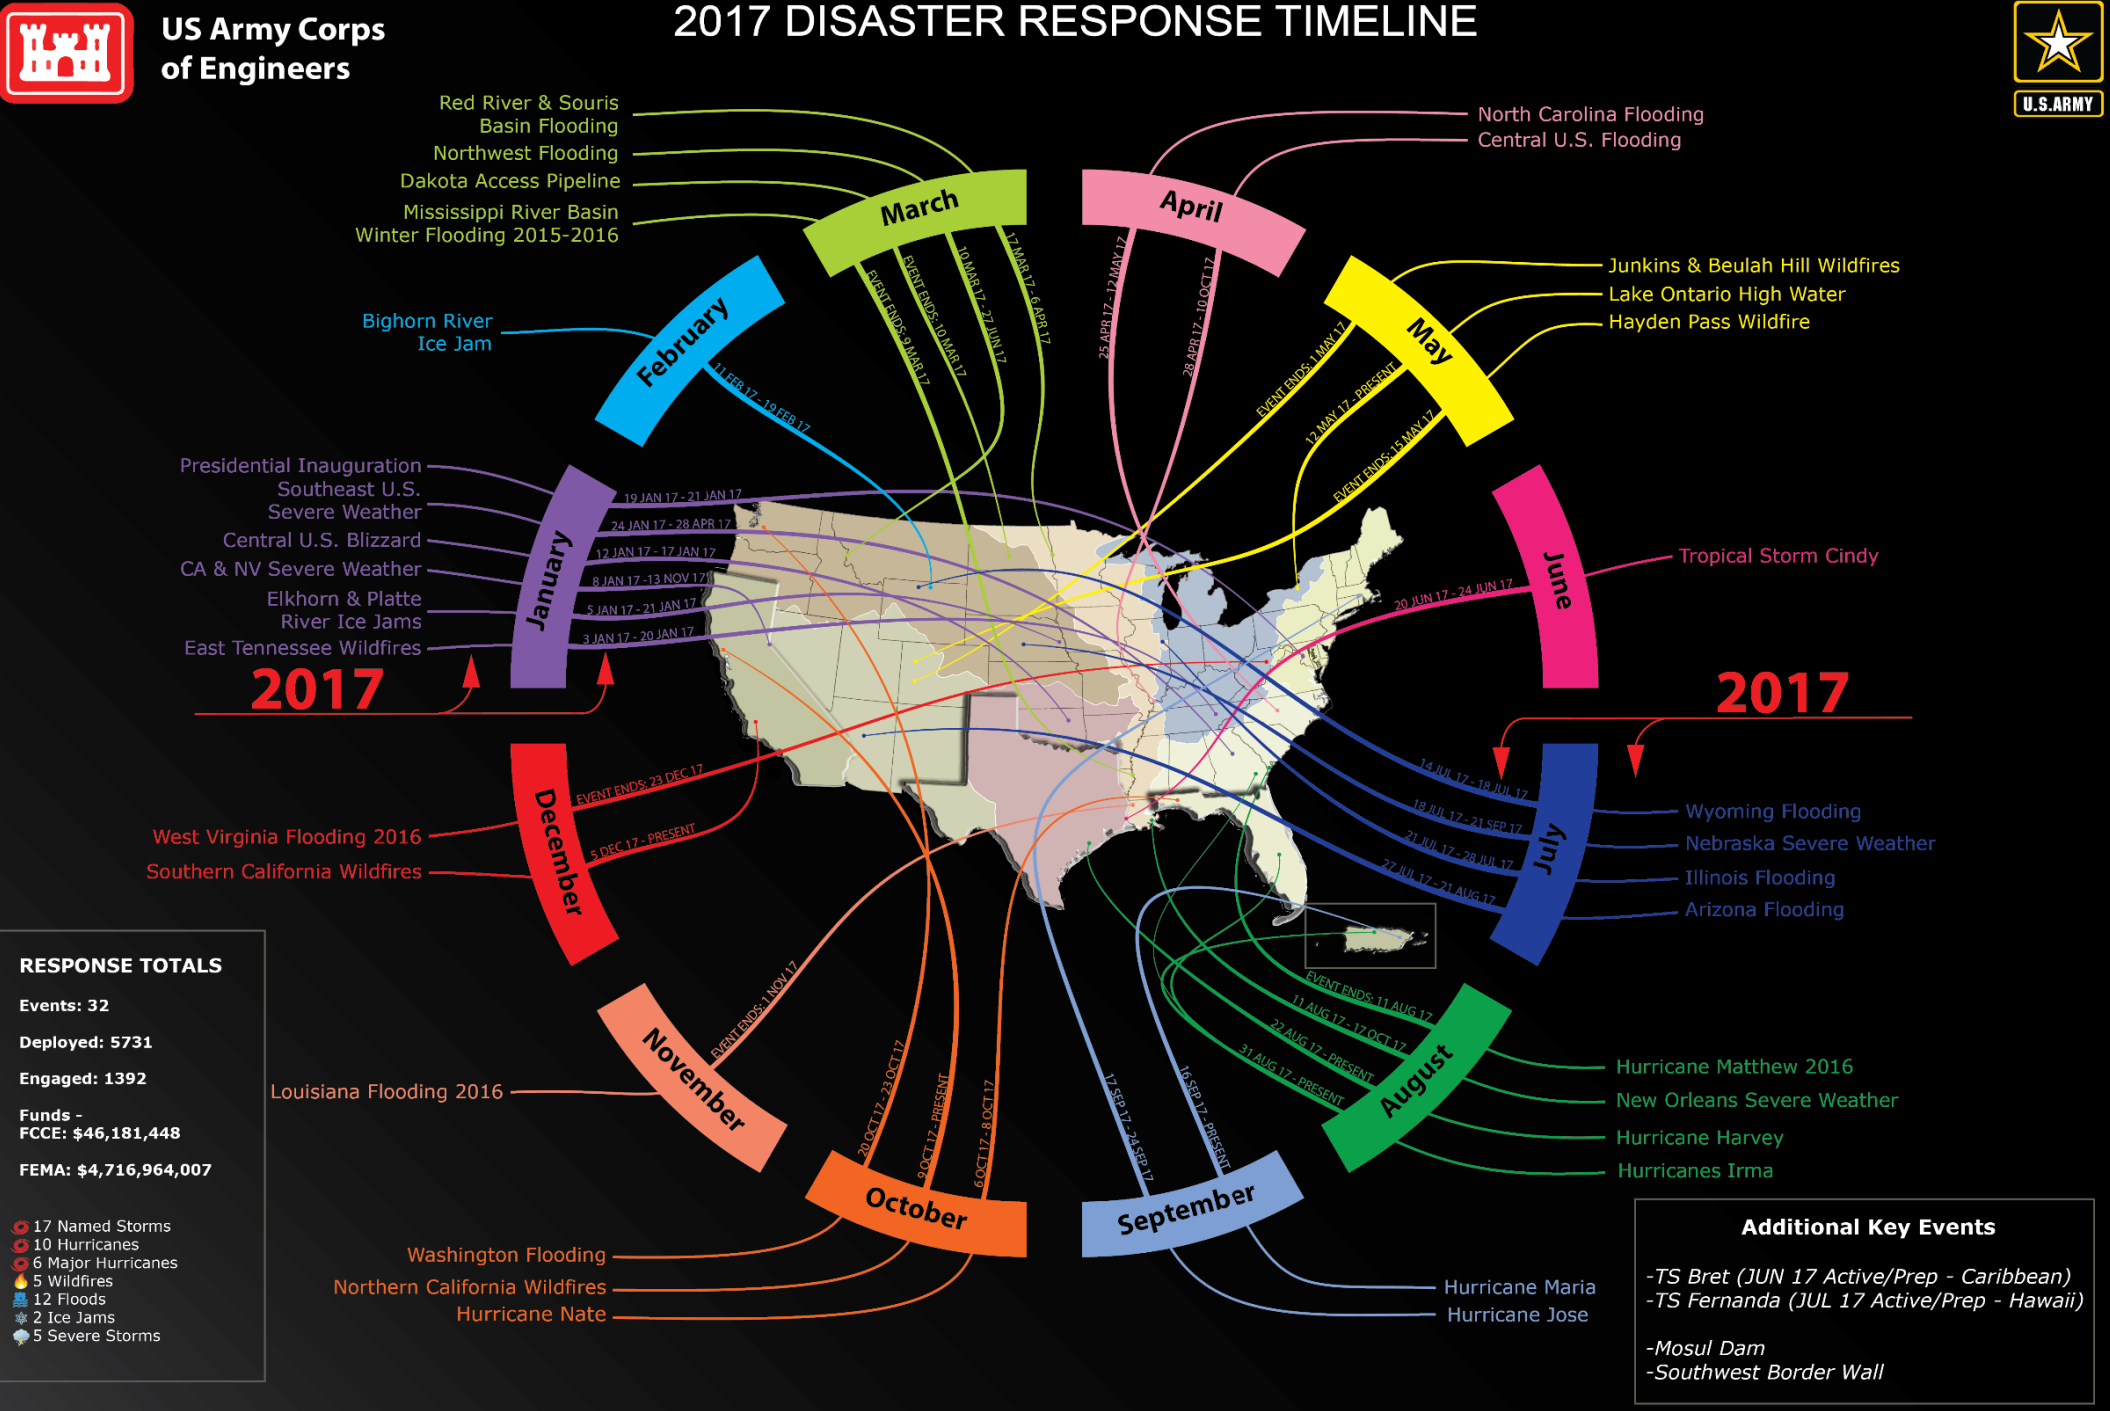 2017 DISASTER RESPONSE TIMELINE
US Army Corps
of Engineers
U.S.ARMY
Red River & Souris
Basin Flooding
Northwest Flooding
Dakota Access Pipeline
Mississippi River Basin
Winter Flooding 2015-2016
March
EVENT ENDS: 9 MAR 17
EVENT ENDS: 10 MAR 17
10 MAR 17 - 27 JUN 17
17 MAR 17 - 6 APR 17
North Carolina Flooding
Central U.S. Flooding
April
25 APR 17 - 12 MAY 17
28 APR 17 - 10 OCT 17
Junkins & Beulah Hill Wildfires
Lake Ontario High Water
Hayden Pass Wildfire
May
EVENT ENDS: 1 MAY 17
12 MAY 17 - PRESENT
EVENT ENDS: 15 MAY 17
Bighorn River
Ice Jam
February
11 FEB 17 - 19 FEB 17
Presidential Inauguration
Southeast U.S.
Severe Weather
Central U.S. Blizzard
CA & NV Severe Weather
Elkhorn & Platte
River Ice Jams
East Tennessee Wildfires
January
19 JAN 17 - 21 JAN 17
24 JAN 17 - 28 APR 17
12 JAN 17 - 17 JAN 17
8 JAN 17 -13 NOV 17
5 JAN 17 - 21 JAN 17
3 JAN 17 - 20 JAN 17
2017
June
Tropical Storm Cindy
20 JUN 17 - 24 JUN 17
2017
July
14 JUL 17 - 18 JUL 17
18 JUL 17 - 21 SEP 17
21 JUL 17 - 28 JUL 17
27 JUL 17 - 21 AUG 17
Wyoming Flooding
Nebraska Severe Weather
Illinois Flooding
Arizona Flooding
December
EVENT ENDS: 23 DEC 17
5 DEC 17 - PRESENT
West Virginia Flooding 2016
Southern California Wildfires
November
EVENT ENDS: 1 NOV 17
Louisiana Flooding 2016
August
EVENT ENDS: 11 AUG 17
11 AUG 17 - 17 OCT 17
22 AUG 17 - PRESENT
31 AUG 17 - PRESENT
Hurricane Matthew 2016
New Orleans Severe Weather
Hurricane Harvey
Hurricanes Irma
October
20 OCT 17 - 23 OCT 17
9 OCT 17 - PRESENT
6 OCT 17 - 8 OCT 17
Washington Flooding
Northern California Wildfires
Hurricane Nate
September
17 SEP 17 - 24 SEP 17
16 SEP 17 - PRESENT
Hurricane Maria
Hurricane Jose
RESPONSE TOTALS
Events: 32
Deployed: 5731
Engaged: 1392
Funds -
FCCE: $46,181,448
FEMA: $4,716,964,007
17 Named Storms
10 Hurricanes
6 Major Hurricanes
5 Wildfires
12 Floods
2 Ice Jams
5 Severe Storms
Additional Key Events
-TS Bret (JUN 17 Active/Prep - Caribbean)
-TS Fernanda (JUL 17 Active/Prep - Hawaii)
-Mosul Dam
-Southwest Border Wall